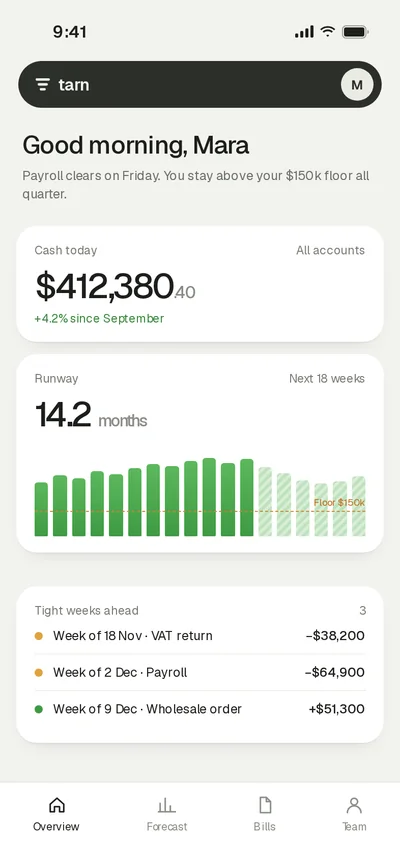 9:41
tarn
M
Good morning, Mara
Payroll clears on Friday. You stay above your $150k floor all
quarter.
Cash today
All accounts
$412,380.40
+4.2% since September
Runway
Next 18 weeks
14.2 months
Floor $150k
Tight weeks ahead
3
Week of 18 Nov · VAT return
−$38,200
Week of 2 Dec · Payroll
−$64,900
Week of 9 Dec · Wholesale order
+$51,300
Overview
Forecast
Bills
Team